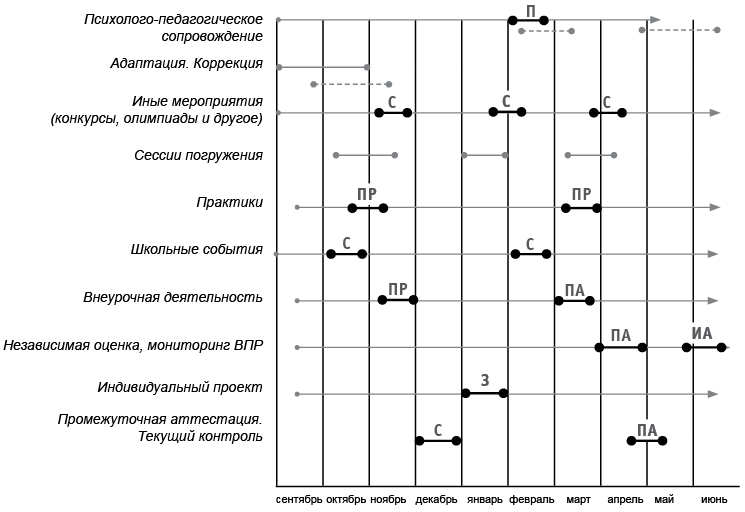 Психолого-педагогическое
сопровождение
П
Адаптация. Коррекция
Иные мероприятия
(конкурсы, олимпиады и другое)
С
С
С
Сессии погружения
Практики
ПР
ПР
Школьные события
С
С
Внеурочная деятельность
ПР
ПА
Независимая оценка, мониторинг ВПР
ПА
ИА
Индивидуальный проект
З
Промежуточная аттестация.
Текущий контроль
С
ПА
сентябрь октябрь ноябрь декабрь январь февраль март апрель май июнь